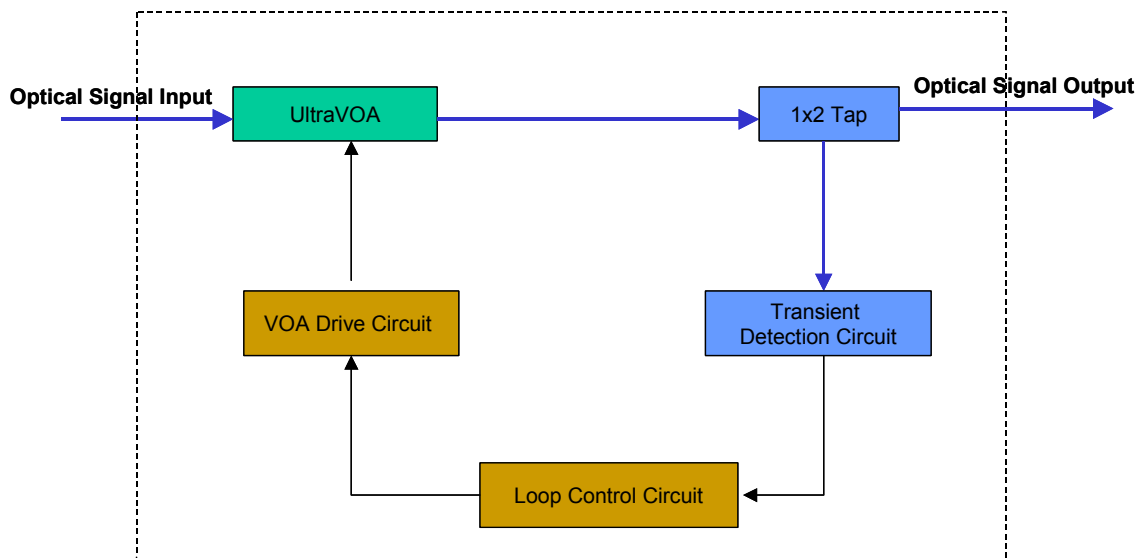 Optical Signal Input
UltraVOA
1x2 Tap
Optical Signal Output
VOA Drive Circuit
Transient
Detection Circuit
Loop Control Circuit